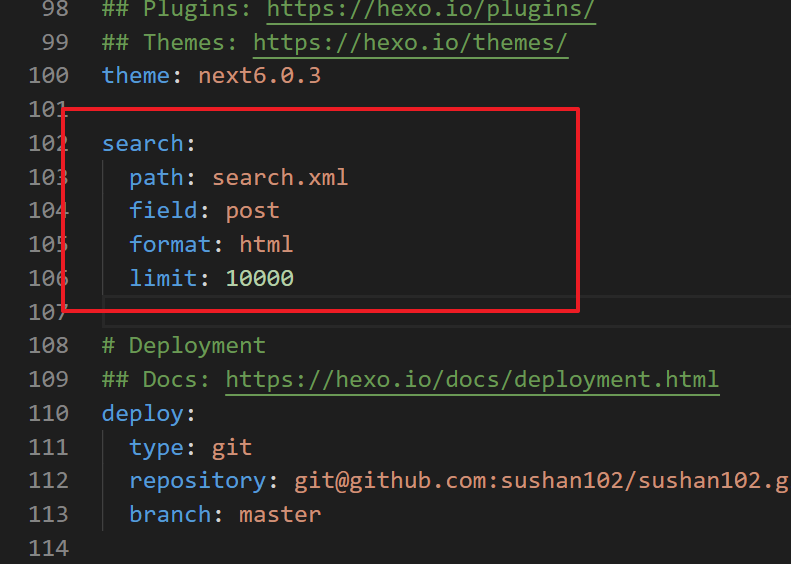 98 ## Plugins: https://hexo.io/plugins/
99 ## Themes: https://hexo.io/themes/
100 theme: next6.0.3
101
102 search:
103 path: search.xml
104 field: post
105 format: html
106 limit: 10000
107
108 # Deployment
109 ## Docs: https://hexo.io/docs/deployment.html
110 deploy:
111 type: git
112 repository: git@github.com:sushan102/sushan102.g
113 branch: master
114